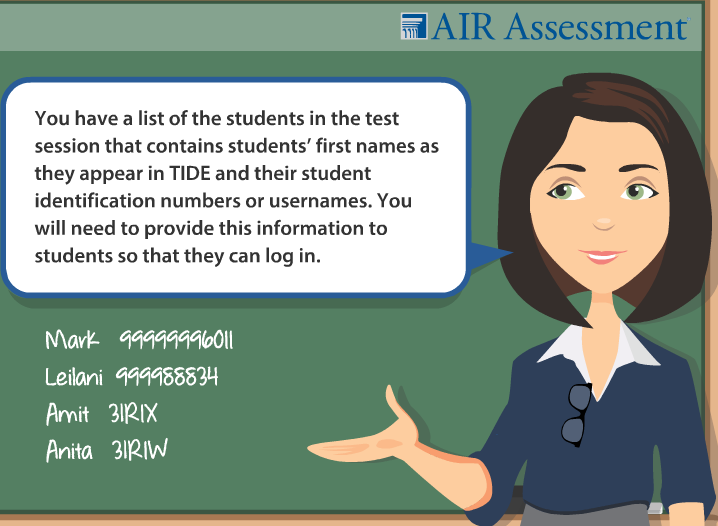 AIR Assessment
You have a list of the students in the test
session that contains students’ first names as
they appear in TIDE and their student
identification numbers or usernames. You
will need to provide this information to
students so that they can log in.
Mark 99999996011
Leilani 999988834
Amit 31R1X
Anita 31R1W